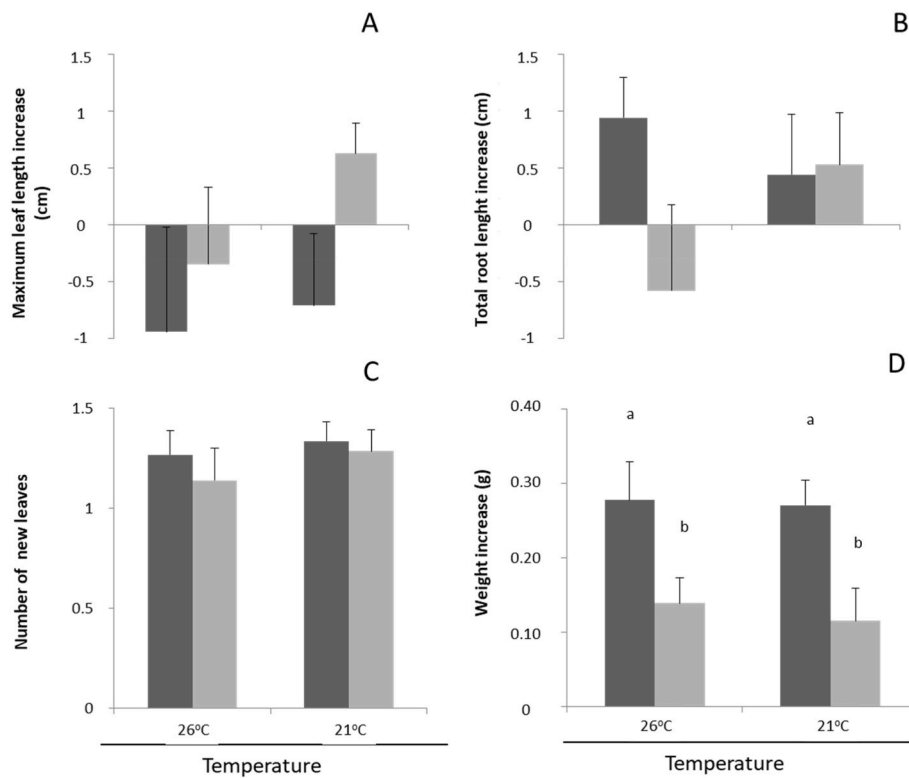 A
1.5
1
0.5
0
-0.5
-1
Maximum leaf length increase
(cm)
B
1.5
1
0.5
0
-0.5
-1
Total root lenght increase (cm)
C
1.5
1
0.5
0
Number of new leaves
26ºC
21ºC
Temperature
D
0.40
0.30
0.20
0.10
0
Weight increase (g)
a
b
a
b
26ºC
21ºC
Temperature